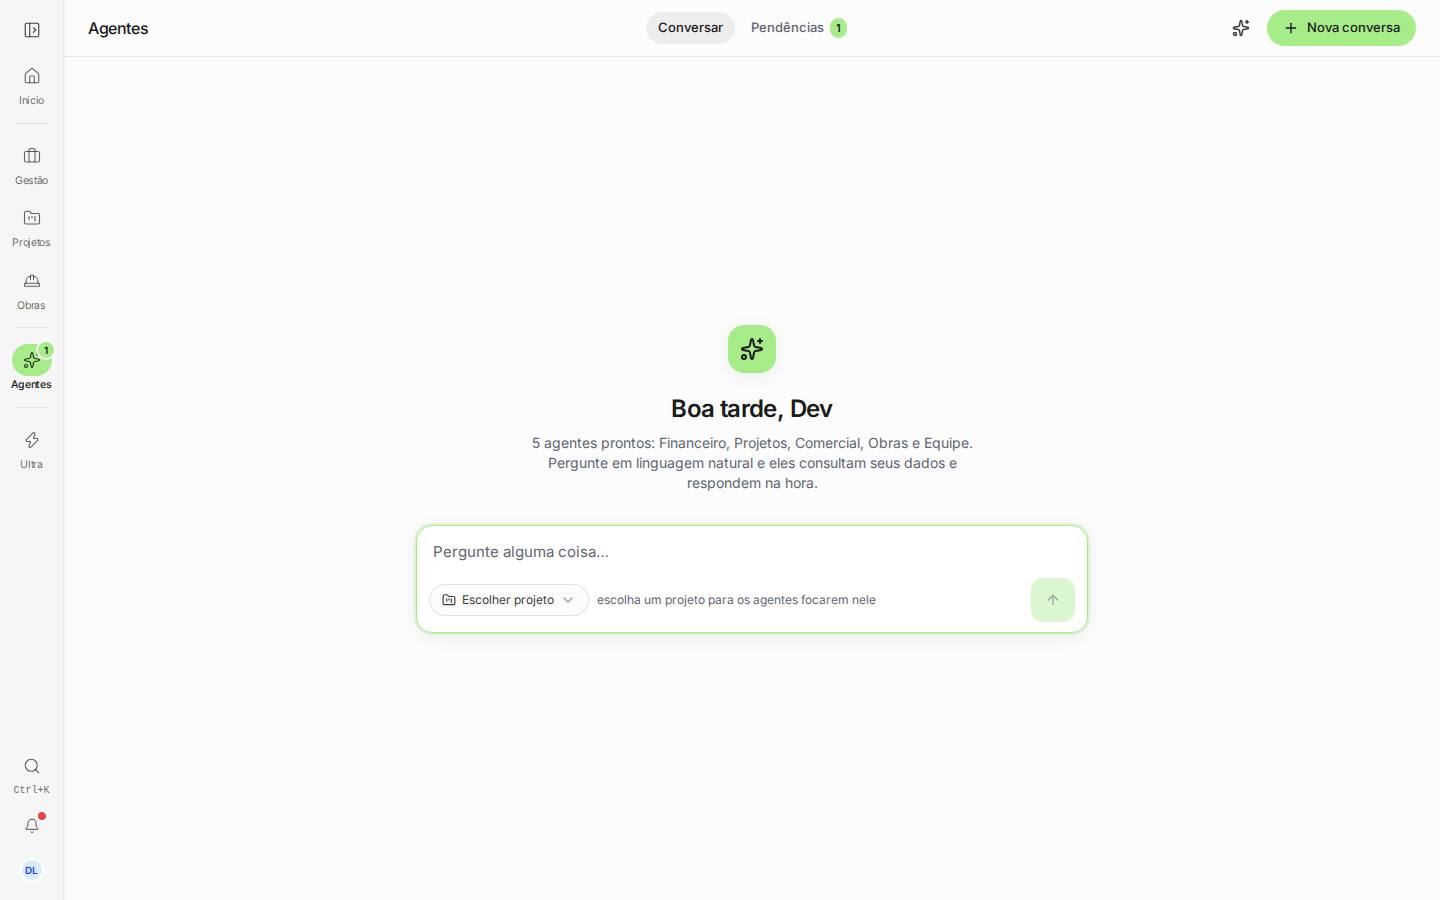 Agentes
Conversar
Pendências 1
Nova conversa
Início
Gestão
Projetos
Obras
1
Agentes
Ultra
Boa tarde, Dev
5 agentes prontos: Financeiro, Projetos, Comercial, Obras e Equipe.
Pergunte em linguagem natural e eles consultam seus dados e
respondem na hora.
Pergunte alguma coisa...
Escolher projeto
escolha um projeto para os agentes focarem nele
Ctrl+K
DL